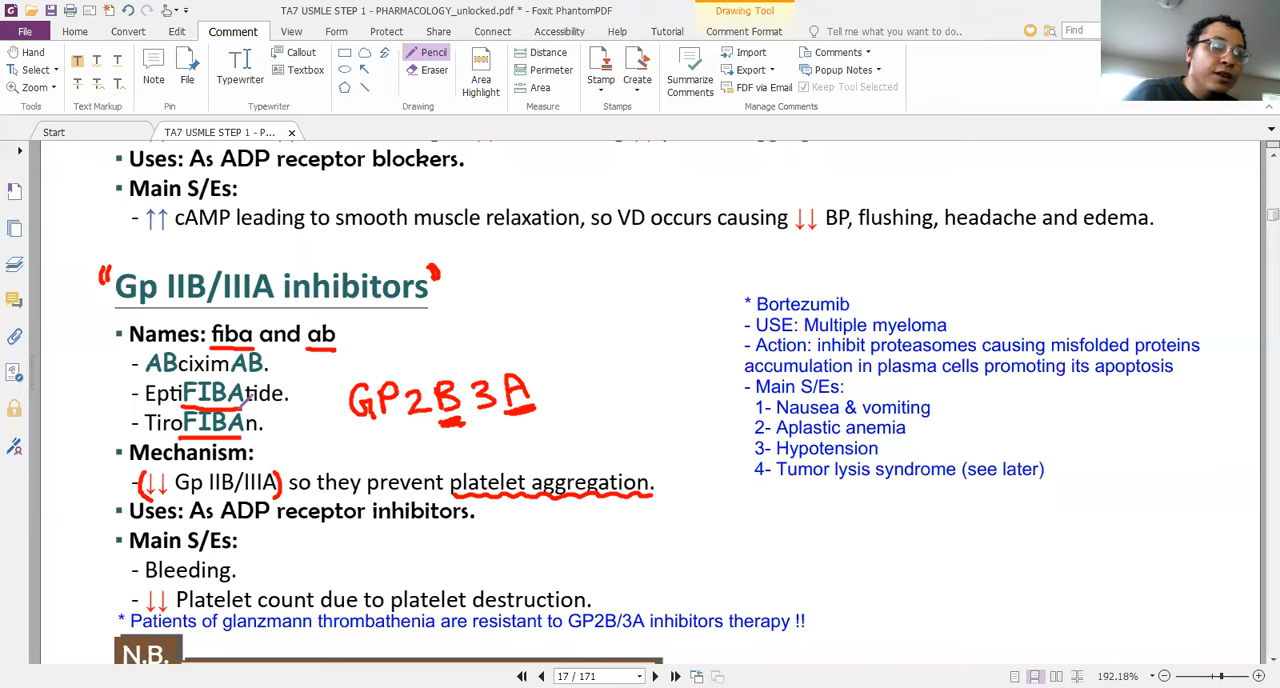 TA7 USMLE STEP 1 - PHARMACOLOGY_unlocked.pdf * - Foxit PhantomPDF
Drawing Tool
File Home Convert Edit Comment View Form Protect Share Connect Accessibility Help Tutorial Comment Format Tell me what you want to do.. Find
Hand
Select
Zoom
Tools
Text Markup
Note
File
Pin
Typewriter
Callout
Textbox
Typewriter
Pencil
Eraser
Drawing
Area Highlight
Distance
Perimeter
Area
Measure
Stamp
Create
Stamps
Summarize Comments
Import
Export
FDF via Email
Comments
Popup Notes
Keep Tool Selected
Manage Comments
Start
TA7 USMLE STEP 1 - P...
Uses: As ADP receptor blockers.
Main S/Es:
- ↑↑ cAMP leading to smooth muscle relaxation, so VD occurs causing ↓↓ BP, flushing, headache and edema.
"Gp IIB/IIIA inhibitors"
Names: fiba and ab
- ABciximAB.
- EptiFIBAtide.
- TiroFIBAn.
GP2B3A
Mechanism:
- (↓↓ Gp IIB/IIIA) so they prevent platelet aggregation.
Uses: As ADP receptor inhibitors.
Main S/Es:
- Bleeding.
- ↓↓ Platelet count due to platelet destruction.
* Patients of glanzmann thrombathenia are resistant to GP2B/3A inhibitors therapy !!
N.B.
* Bortezumib
- USE: Multiple myeloma
- Action: inhibit proteasomes causing misfolded proteins
accumulation in plasma cells promoting its apoptosis
- Main S/Es:
1- Nausea & vomiting
2- Aplastic anemia
3- Hypotension
4- Tumor lysis syndrome (see later)
17 / 171
192.18%